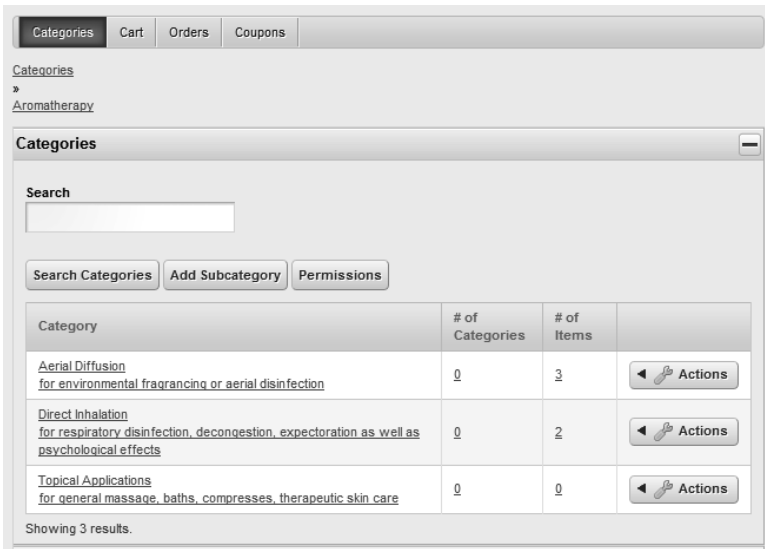 Categories Cart Orders Coupons
Categories
»
Aromatherapy
Categories
Search
Search Categories Add Subcategory Permissions
Category # of Categories # of Items
Aerial Diffusion
for environmental fragrancing or aerial disinfection 0 3 Actions
Direct Inhalation
for respiratory disinfection, decongestion, expectoration as well as
psychological effects 0 2 Actions
Topical Applications
for general massage, baths, compresses, therapeutic skin care 0 0 Actions
Showing 3 results.